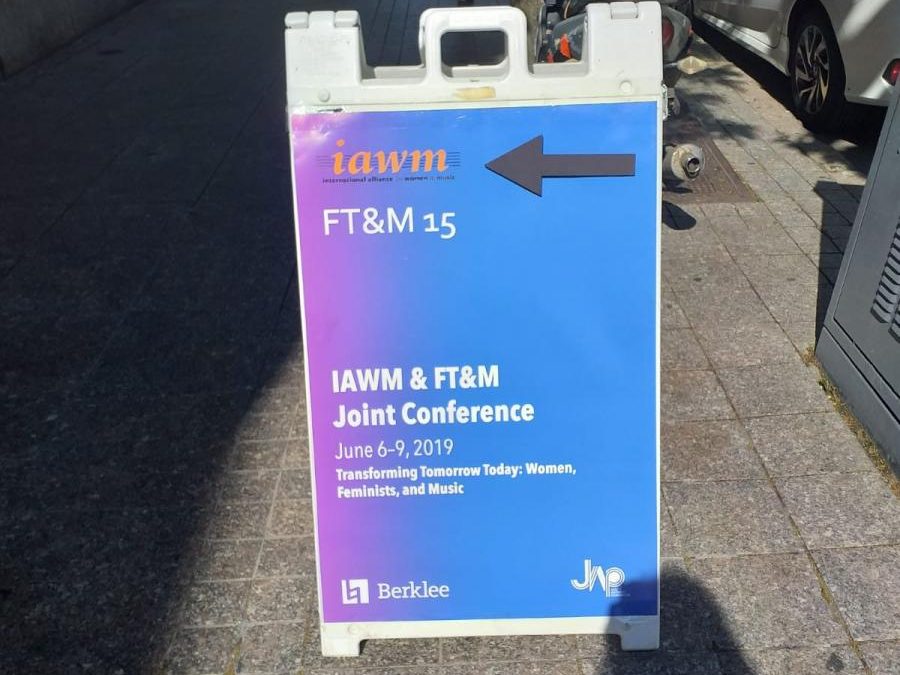 iawm
international alliance for women in music
FT&M 15
IAWM & FT&M
Joint Conference
June 6–9, 2019
Transforming Tomorrow Today: Women,
Feminists, and Music
Berklee